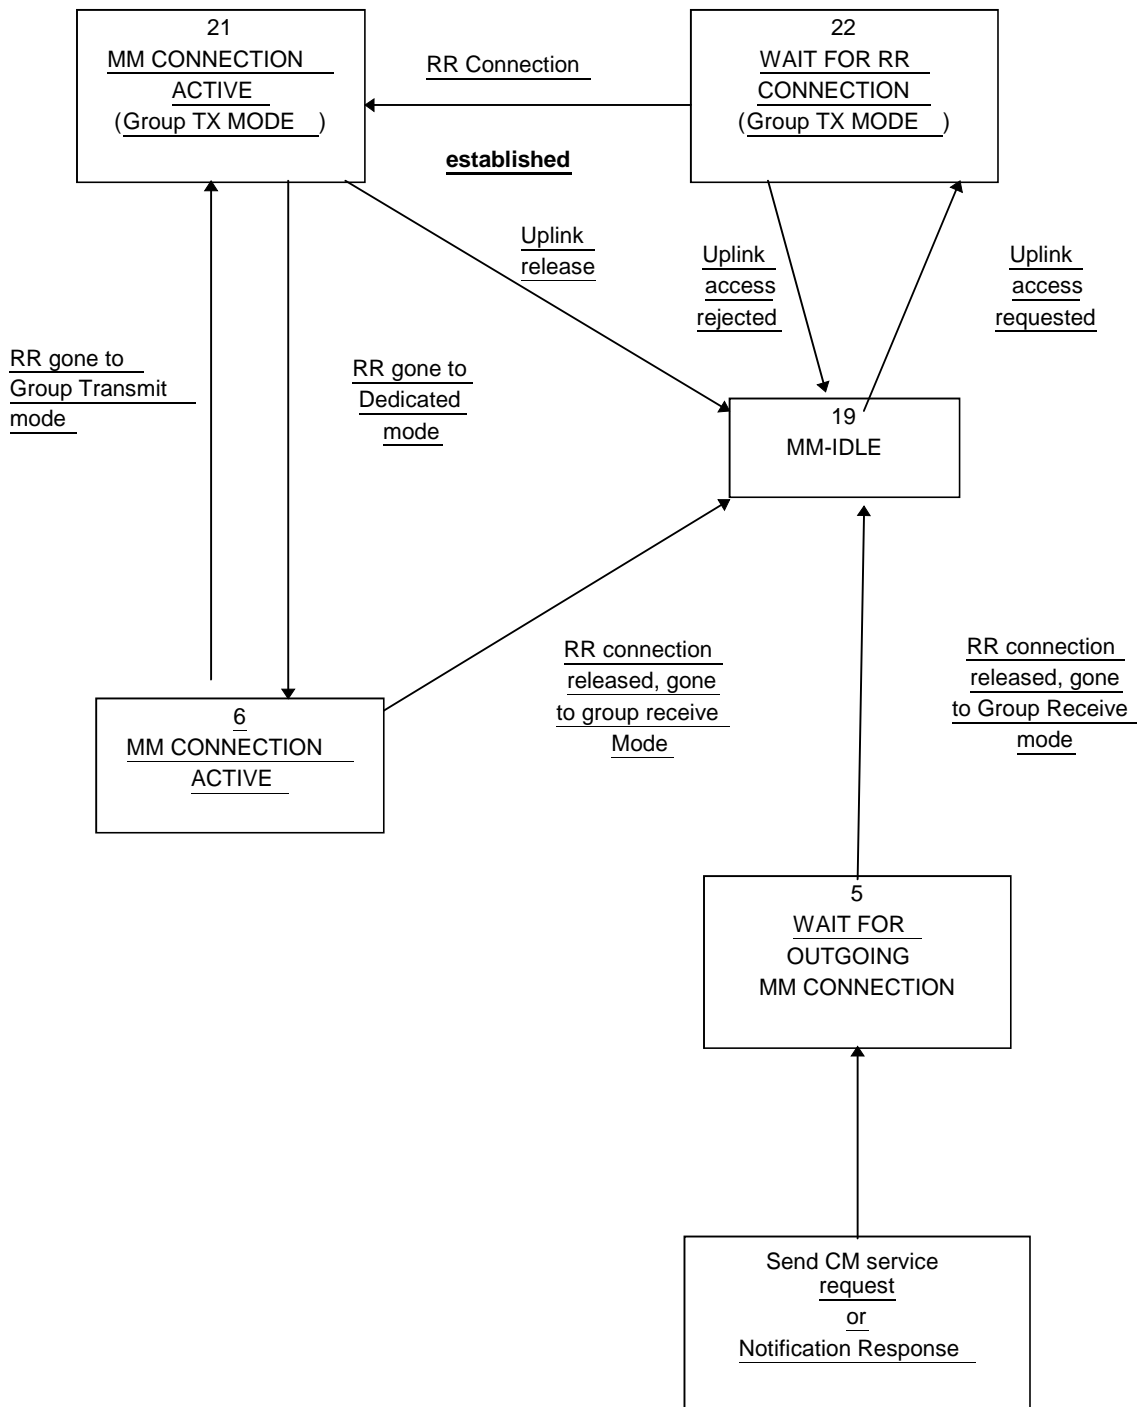 21
MM CONNECTION
ACTIVE
(Group TX MODE )
22
WAIT FOR RR
CONNECTION
(Group TX MODE )
RR Connection
established
Uplink
release
Uplink
access
rejected
Uplink
access
requested
RR gone to
Group Transmit
mode
RR gone to
Dedicated
mode
19
MM-IDLE
RR connection
released, gone
to group receive
Mode
RR connection
released, gone
to Group Receive
mode
6
MM CONNECTION
ACTIVE
5
WAIT FOR
OUTGOING
MM CONNECTION
Send CM service
request
or
Notification Response